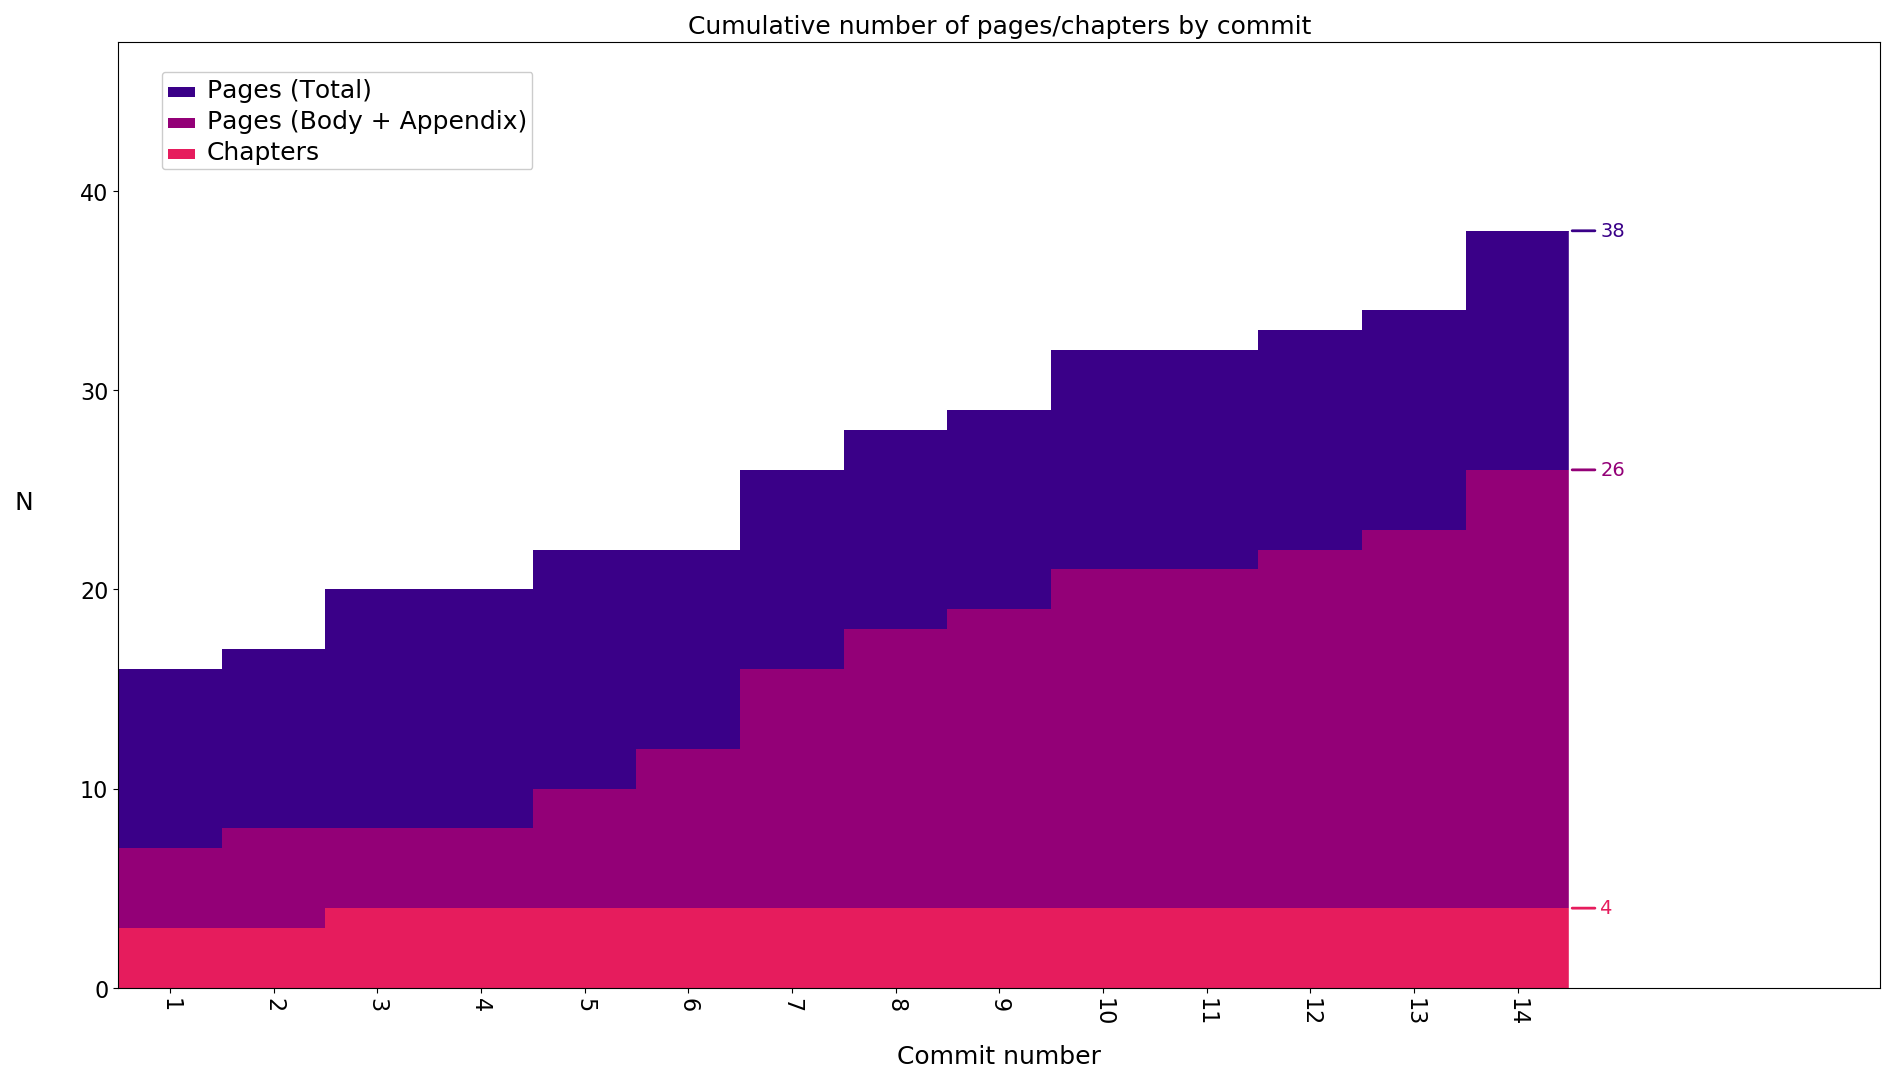 Cumulative number of pages/chapters by commit
Pages (Total)
Pages (Body + Appendix)
Chapters
40
38
30
26
N
20
10
4
0
1 2 3 4 5 6 7 8 9 10 11 12 13 14
Commit number